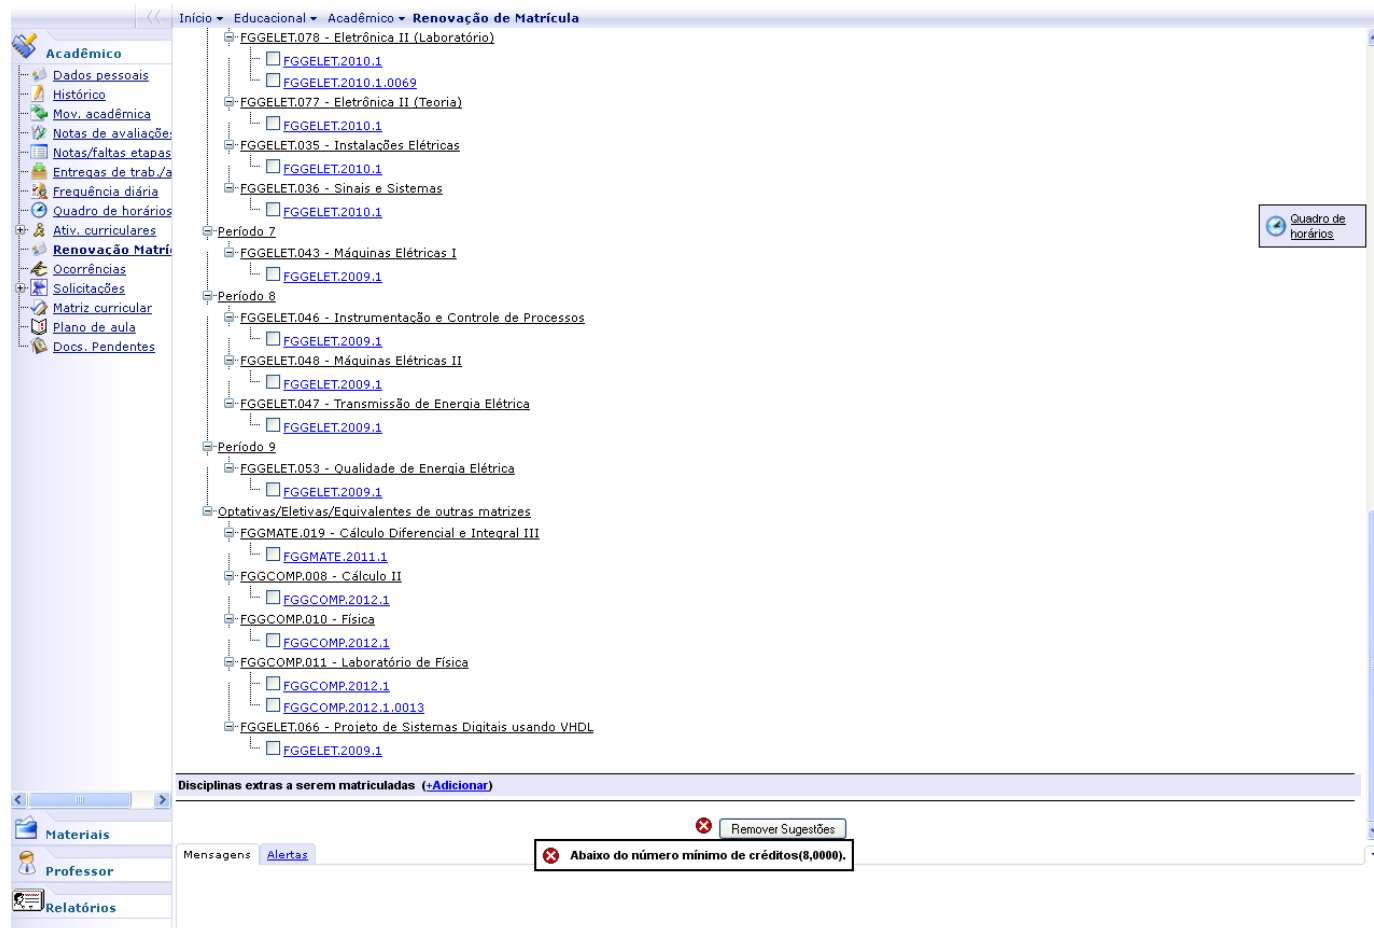 Início Educacional Acadêmico Renovação de Matrícula
Acadêmico
Dados pessoais
Histórico
Mov. acadêmica
Notas de avaliaçõe
Notas/faltas etapas
Entregas de trab./a
Frequência diária
Quadro de horários
Ativ. curriculares
Renovação Matrí
Ocorrências
Solicitações
Matriz curricular
Plano de aula
Docs. Pendentes
Materiais
Professor
Relatórios
FGGELET.078 - Eletrônica II (Laboratório)
FGGELET.2010.1
FGGELET.2010.1.0069
FGGELET.077 - Eletrônica II (Teoria)
FGGELET.2010.1
FGGELET.035 - Instalações Elétricas
FGGELET.2010.1
FGGELET.036 - Sinais e Sistemas
FGGELET.2010.1
Período 7
FGGELET.043 - Máquinas Elétricas I
FGGELET.2009.1
Período 8
FGGELET.046 - Instrumentação e Controle de Processos
FGGELET.2009.1
FGGELET.048 - Máquinas Elétricas II
FGGELET.2009.1
FGGELET.047 - Transmissão de Energia Elétrica
FGGELET.2009.1
Período 9
FGGELET.053 - Qualidade de Energia Elétrica
FGGELET.2009.1
Optativas/Eletivas/Equivalentes de outras matrizes
FGGMATE.019 - Cálculo Diferencial e Integral III
FGGMATE.2011.1
FGGCOMP.008 - Cálculo II
FGGCOMP.2012.1
FGGCOMP.010 - Física
FGGCOMP.2012.1
FGGCOMP.011 - Laboratório de Física
FGGCOMP.2012.1
FGGCOMP.2012.1.0013
FGGELET.066 - Projeto de Sistemas Digitais usando VHDL
FGGELET.2009.1
Quadro de
horários
Disciplinas extras a serem matriculadas (+Adicionar)
Remover Sugestões
Mensagens Alertas
Abaixo do número mínimo de créditos(8,0000).